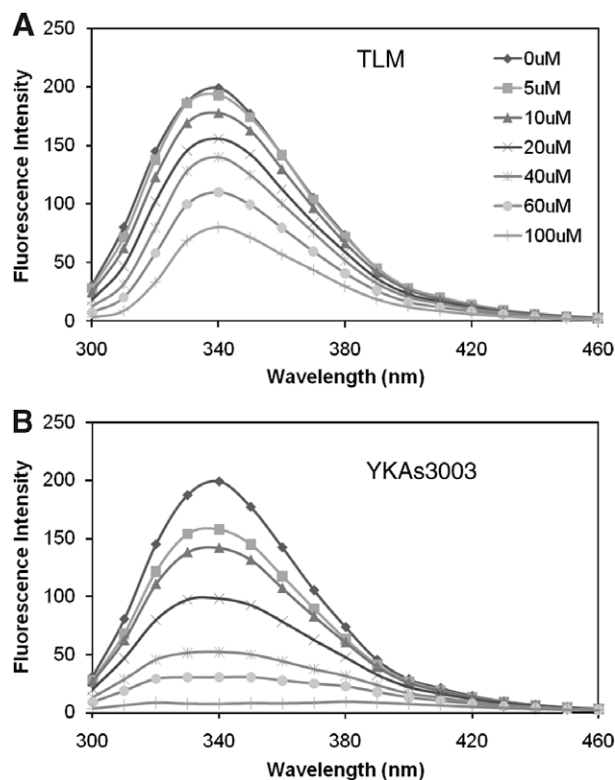 A
TLM
250
200
150
100
50
0
Fluorescence Intensity
300 340 380 420 460
Wavelength (nm)
0uM
5uM
10uM
20uM
40uM
60uM
100uM
B
YKAs3003
250
200
150
100
50
0
Fluorescence Intensity
300 340 380 420 460
Wavelength (nm)